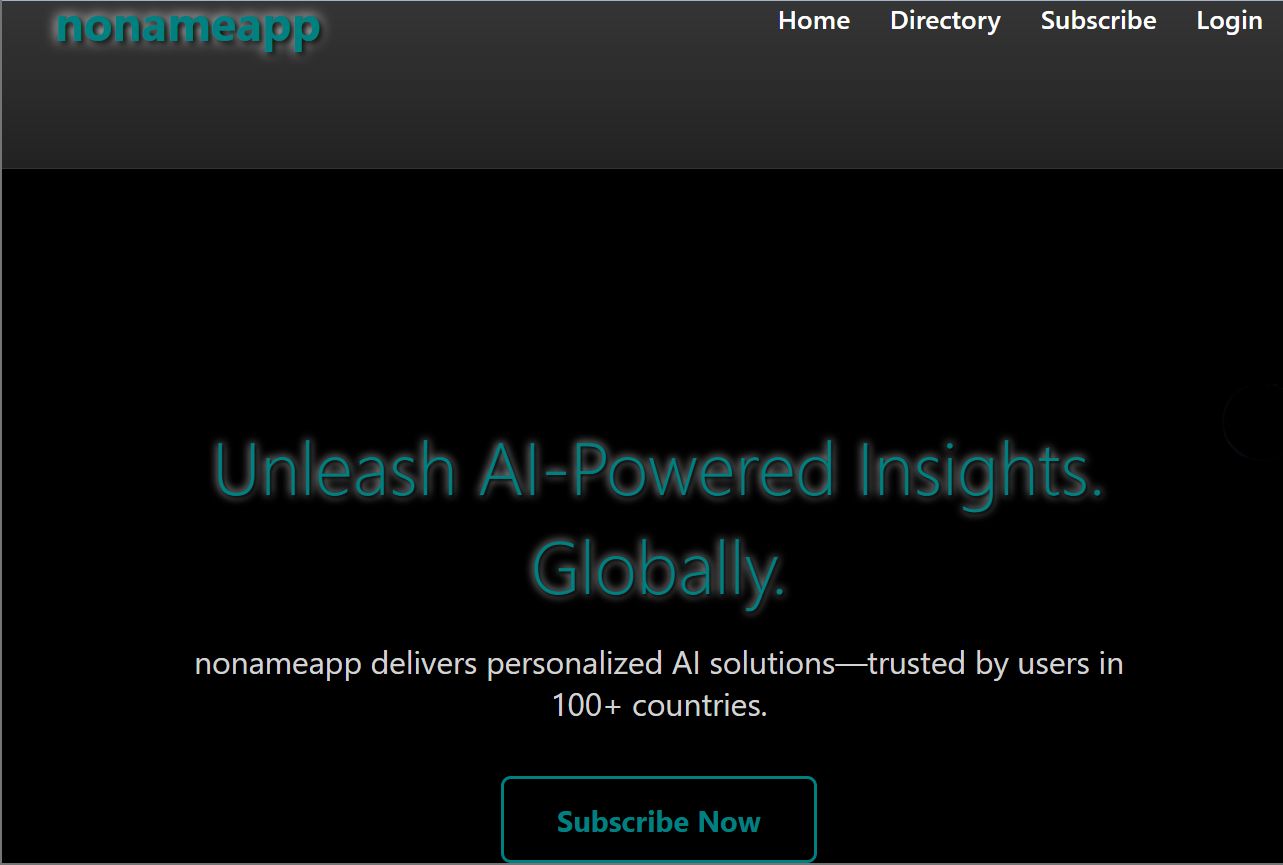 nonameapp
Home Directory Subscribe Login
Unleash AI-Powered Insights.
Globally.
nonameapp delivers personalized AI solutions—trusted by users in
100+ countries.
Subscribe Now